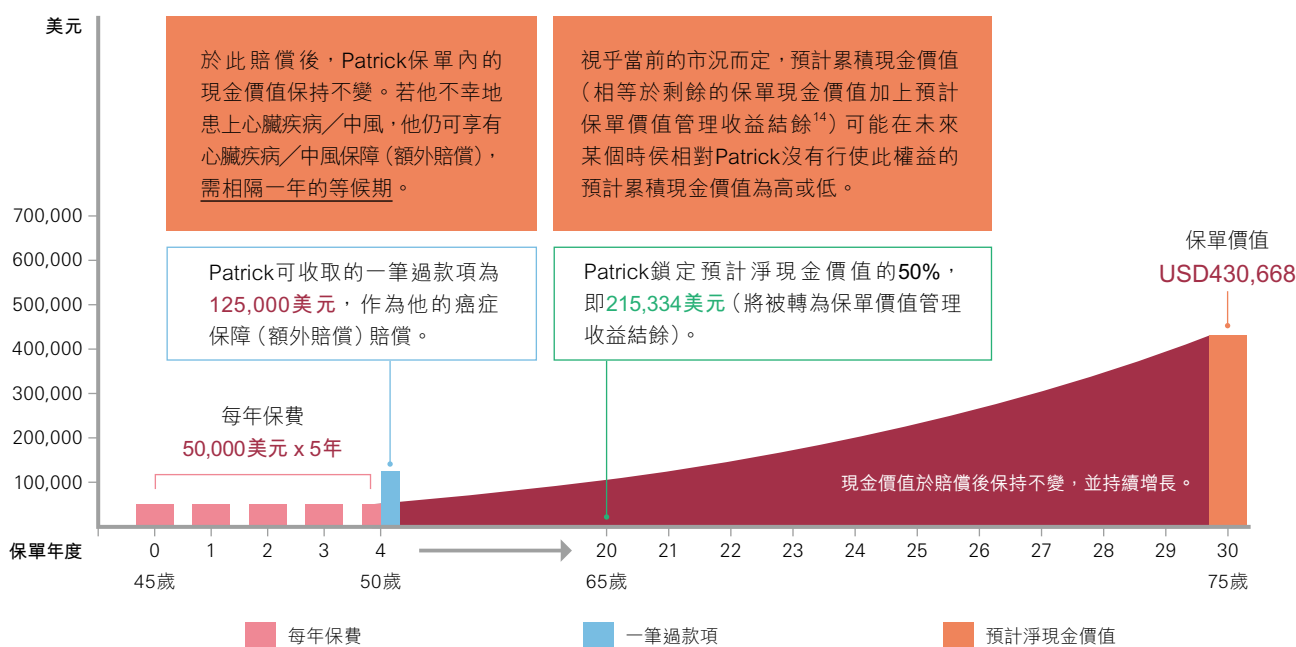 美元
於此賠償後，Patrick保單內的
現金價值保持不變。若他不幸地
患上心臟疾病／中風，他仍可享有
心臟疾病／中風保障（額外賠償），
需相隔一年的等候期。
視乎當前的市況而定，預計累積現金價值
（相等於剩餘的保單現金價值加上預計
保單價值管理收益結餘14）可能在未來
某個時侯相對Patrick沒有行使此權益的
預計累積現金價值為高或低。
700,000
600,000
500,000
400,000
300,000
200,000
100,000
Patrick可收取的一筆過款項為
125,000美元，作為他的癌症
保障（額外賠償）賠償。
Patrick鎖定預計淨現金價值的50%，
即215,334美元（將被轉為保單價值管理
收益結餘）。
保單價值
USD430,668
每年保費
50,000美元 x 5年
現金價值於賠償後保持不變，並持續增長。
保單年度 0 1 2 3 4 20 21 22 23 24 25 26 27 28 29 30
45歲 50歲 65歲 75歲
每年保費 一筆過款項 預計淨現金價值